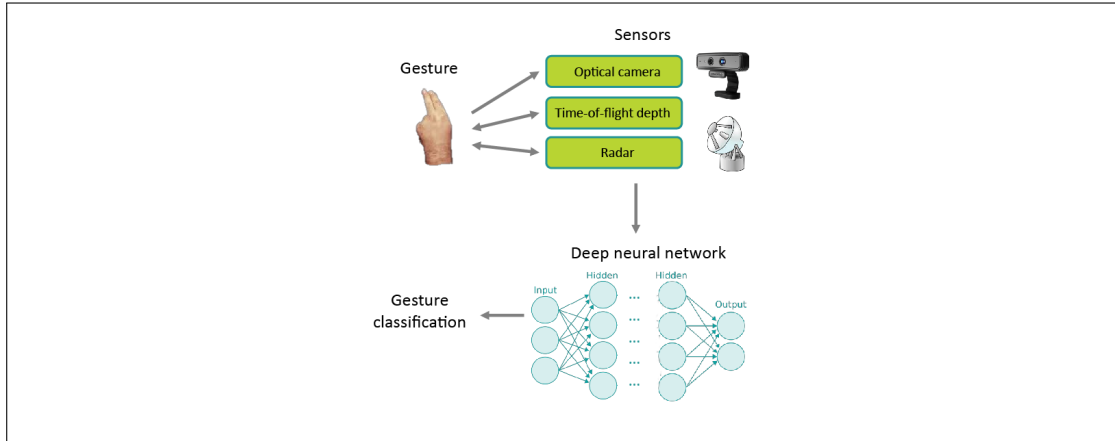 Sensors
Gesture
Optical camera
Time-of-flight depth
Radar
Deep neural network
Hidden
Hidden
Input
Output
...
...
...
...
Gesture
classification